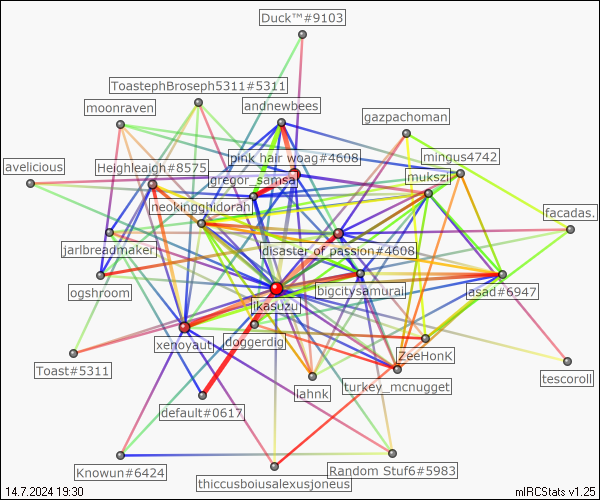 Duck™#9103
ToastephBroseph5311#5311
moonraven
andnewbees
gazpachoman
pink hair woag#4608
mingus4742
avelicious
Heighleaigh#8575
gregor_samsa
mukszi
neokingghidorah
facadas.
jarlbreadmaker
disaster of passion#4608
ogshroom
bigcitysamurai
jasad#6947
ikasuzu
xenoyaut
doggerdig
ZeeHonK
Toast#5311
tescoroll
lahnk
turkey_mcnugget
default#0617
Knowun#6424
Random Stuf6#5983
thiccusboiusalexusjoneus
14.7.2024 19:30
mIRCStats v1.25